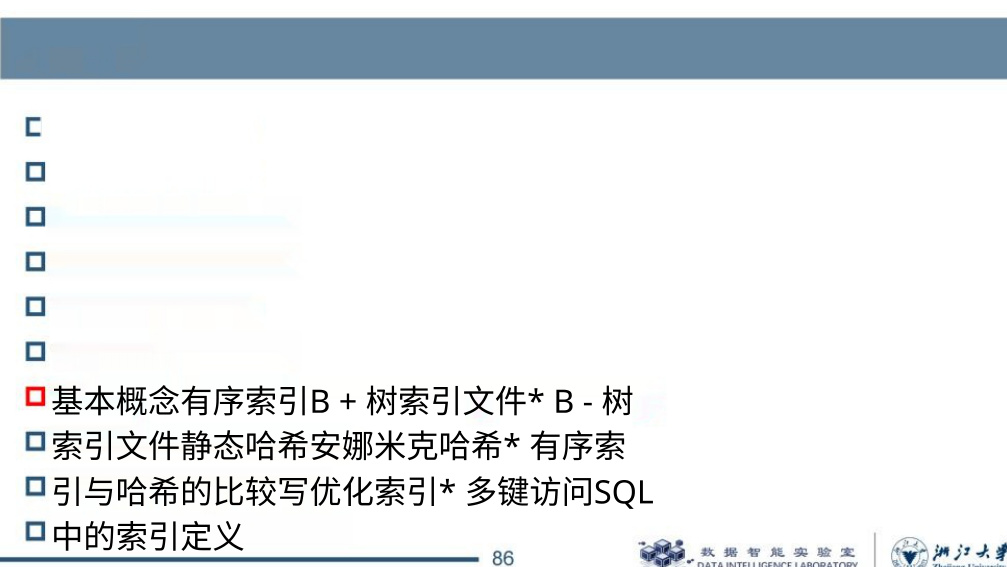 基本概念有序索引B + 树索引文件* B - 树
索引文件静态哈希安娜米克哈希* 有序索
引与哈希的比较写优化索引* 多键访问SQL
中的索引定义
86
数据智能实验室
DATA INTELLIGENCE LABORATORY
浙江大学
Zhejiang University